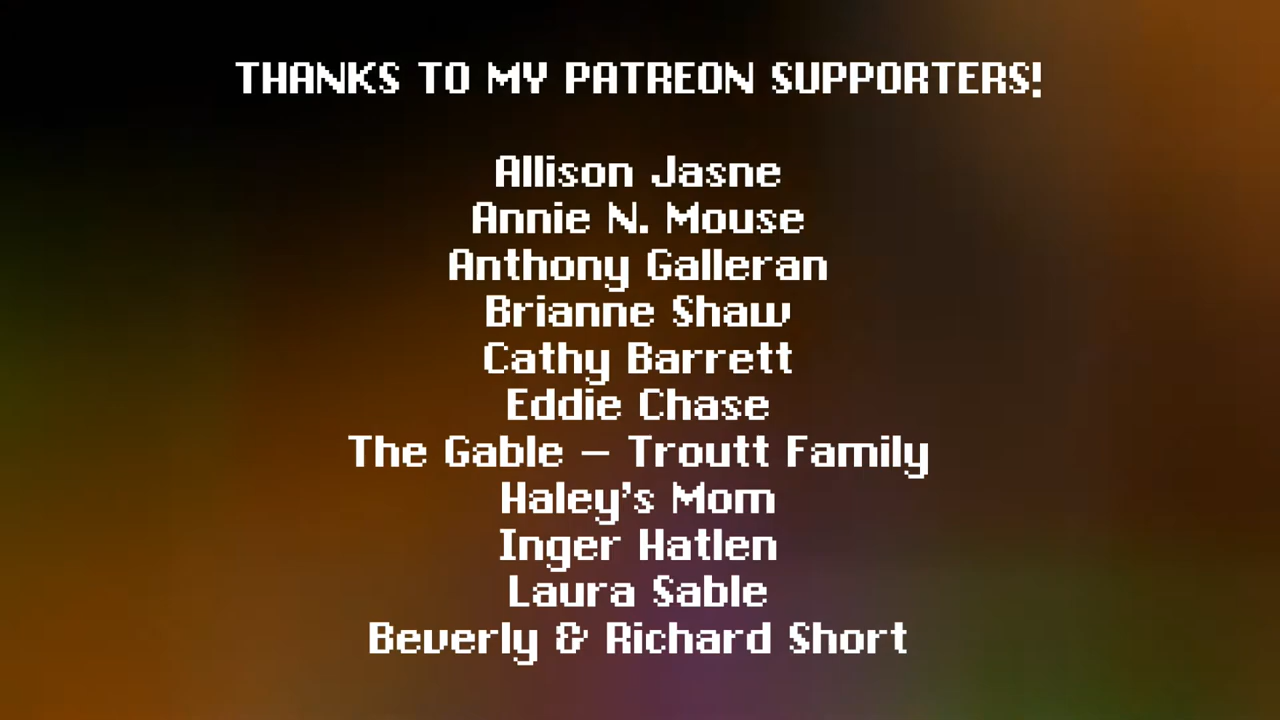 THANKS TO MY PATREON SUPPORTERS!
Allison Jasne
Annie N. Mouse
Anthony Galleran
Brianne Shaw
Cathy Barrett
Eddie Chase
The Gable – Troutt Family
Haley's Mom
Inger Hatlen
Laura Sable
Beverly & Richard Short